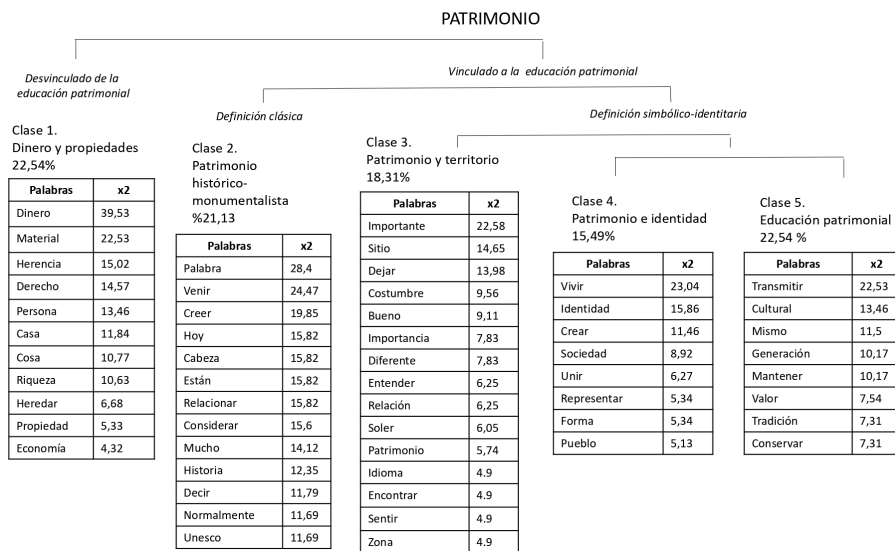 PATRIMONIO
Desvinculado de la
educación patrimonial
Vinculado a la educación patrimonial
Definición clásica
Definición simbólico-identitaria
Clase 1.
Dinero y propiedades
22,54%
Palabras x2
Dinero 39,53
Material 22,53
Herencia 15,02
Derecho 14,57
Persona 13,46
Casa 11,84
Cosa 10,77
Riqueza 10,63
Heredar 6,68
Propiedad 5,33
Economía 4,32
Clase 2.
Patrimonio
histórico-
monumentalista
%21,13
Palabras x2
Palabra 28,4
Venir 24,47
Creer 19,85
Hoy 15,82
Cabeza 15,82
Están 15,82
Relacionar 15,82
Considerar 15,6
Mucho 14,12
Historia 12,35
Decir 11,79
Normalmente 11,69
Unesco 11,69
Clase 3.
Patrimonio y territorio
18,31%
Palabras x2
Importante 22,58
Sitio 14,65
Dejar 13,98
Costumbre 9,56
Bueno 9,11
Importancia 7,83
Diferente 7,83
Entender 6,25
Relación 6,25
Soler 6,05
Patrimonio 5,74
Idioma 4.9
Encontrar 4.9
Sentir 4.9
Zona 4.9
Clase 4.
Patrimonio e identidad
15,49%
Palabras x2
Vivir 23,04
Identidad 15,86
Crear 11,46
Sociedad 8,92
Unir 6,27
Representar 5,34
Forma 5,34
Pueblo 5,13
Clase 5.
Educación patrimonial
22,54 %
Palabras x2
Transmitir 22,53
Cultural 13,46
Mismo 11,5
Generación 10,17
Mantener 10,17
Valor 7,54
Tradición 7,31
Conservar 7,31